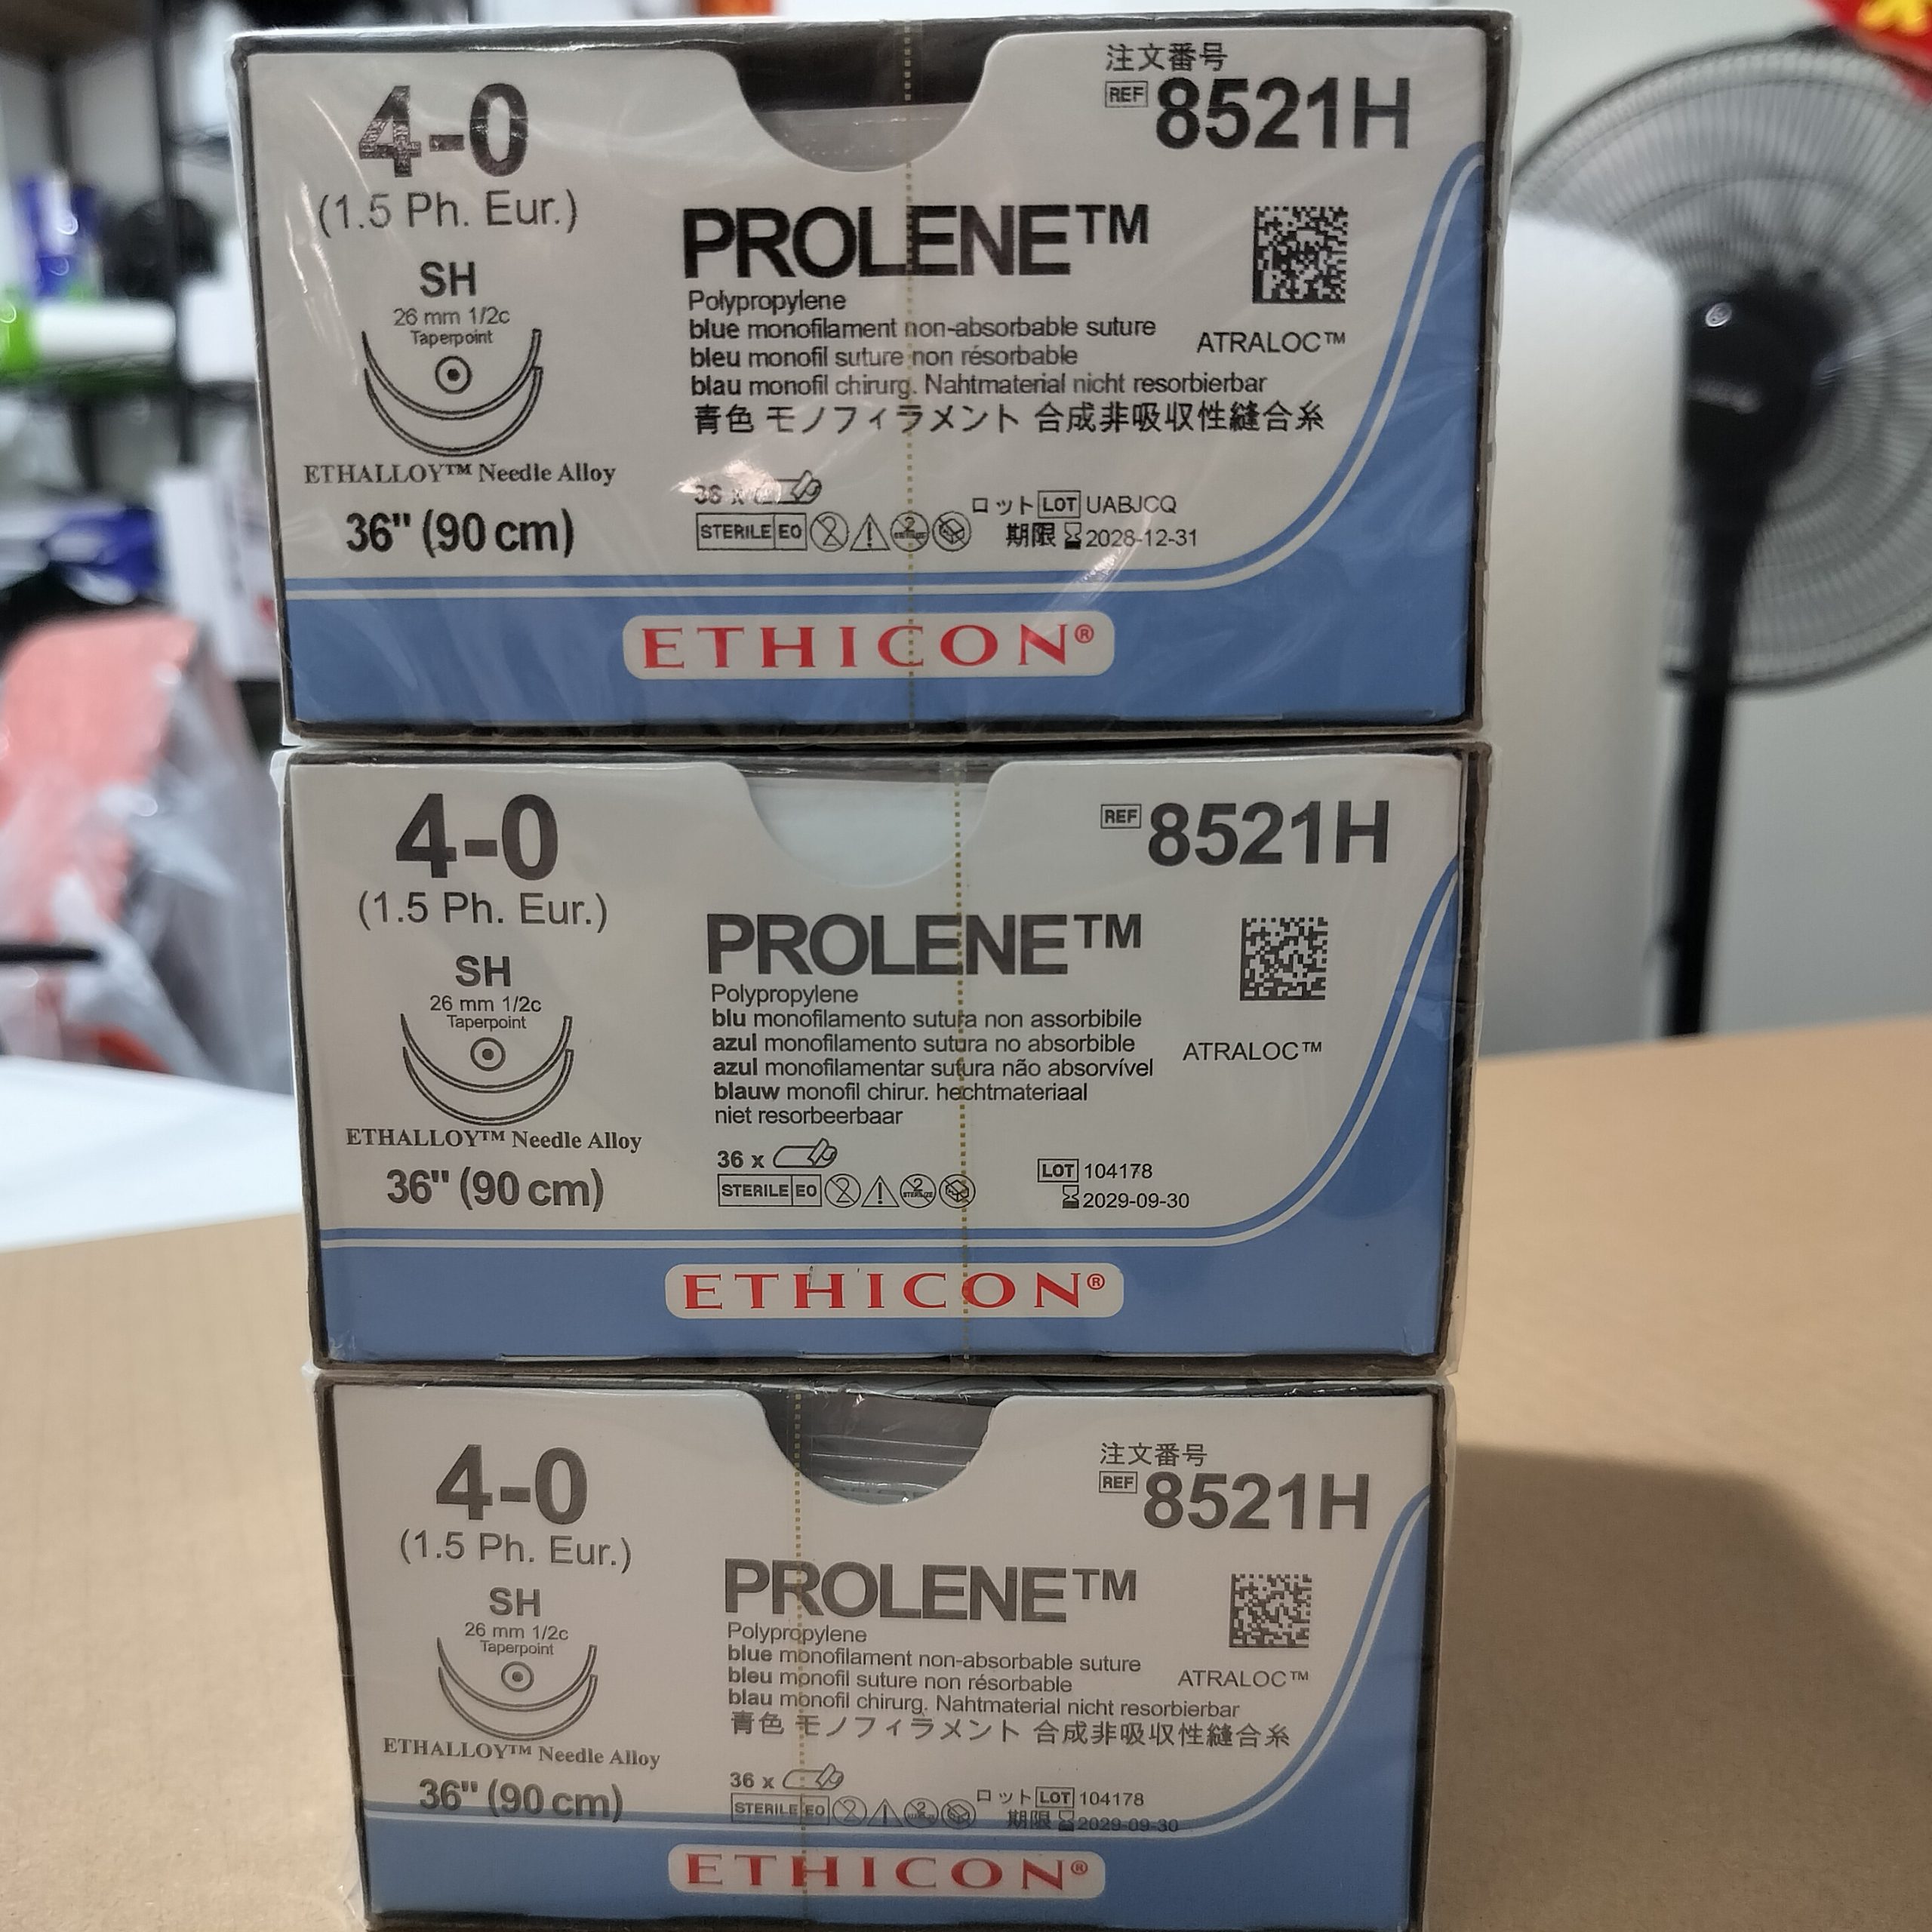 4-0
(1.5 Ph. Eur.)
SH
26 mm 1/2c
Taperpoint
ETHALLOY™ Needle Alloy
36" (90 cm)
注文番号
REF 8521H
PROLENE™
Polypropylene
blue monofilament non-absorbable suture
bleu monofil suture non résorbable
blau monofil chirurg. Nahtmaterial nicht resorbierbar
青色 モノフィラメント 合成非吸収性縫合糸
ATRALOC™
36 x
STERILE EO
ロット LOT UABJCQ
期限 2028-12-31
ETHICON®
4-0
(1.5 Ph. Eur.)
SH
26 mm 1/2c
Taperpoint
ETHALLOY™ Needle Alloy
36" (90 cm)
REF 8521H
PROLENE™
Polypropylene
blu monofilamento sutura non assorbibile
azul monofilamento sutura no absorbible
azul monofilamentar sutura não absorvível
blauw monofil chirur. hechtmateriaal
niet resorbeerbaar
ATRALOC™
36 x
STERILE EO
2
STERILIZE
LOT 104178
2029-09-30
ETHICON®
4-0
(1.5 Ph. Eur.)
SH
26 mm 1/2c
Taperpoint
ETHALLOY™ Needle Alloy
36" (90 cm)
注文番号
REF 8521H
PROLENE™
Polypropylene
blue monofilament non-absorbable suture
bleu monofil suture non résorbable
blau monofil chirurg. Nahtmaterial nicht resorbierbar
青色 モノフィラメント 合成非吸収性縫合糸
ATRALOC™
36 x
STERILE EO
ロット LOT 104178
期限 2029-09-30
ETHICON®